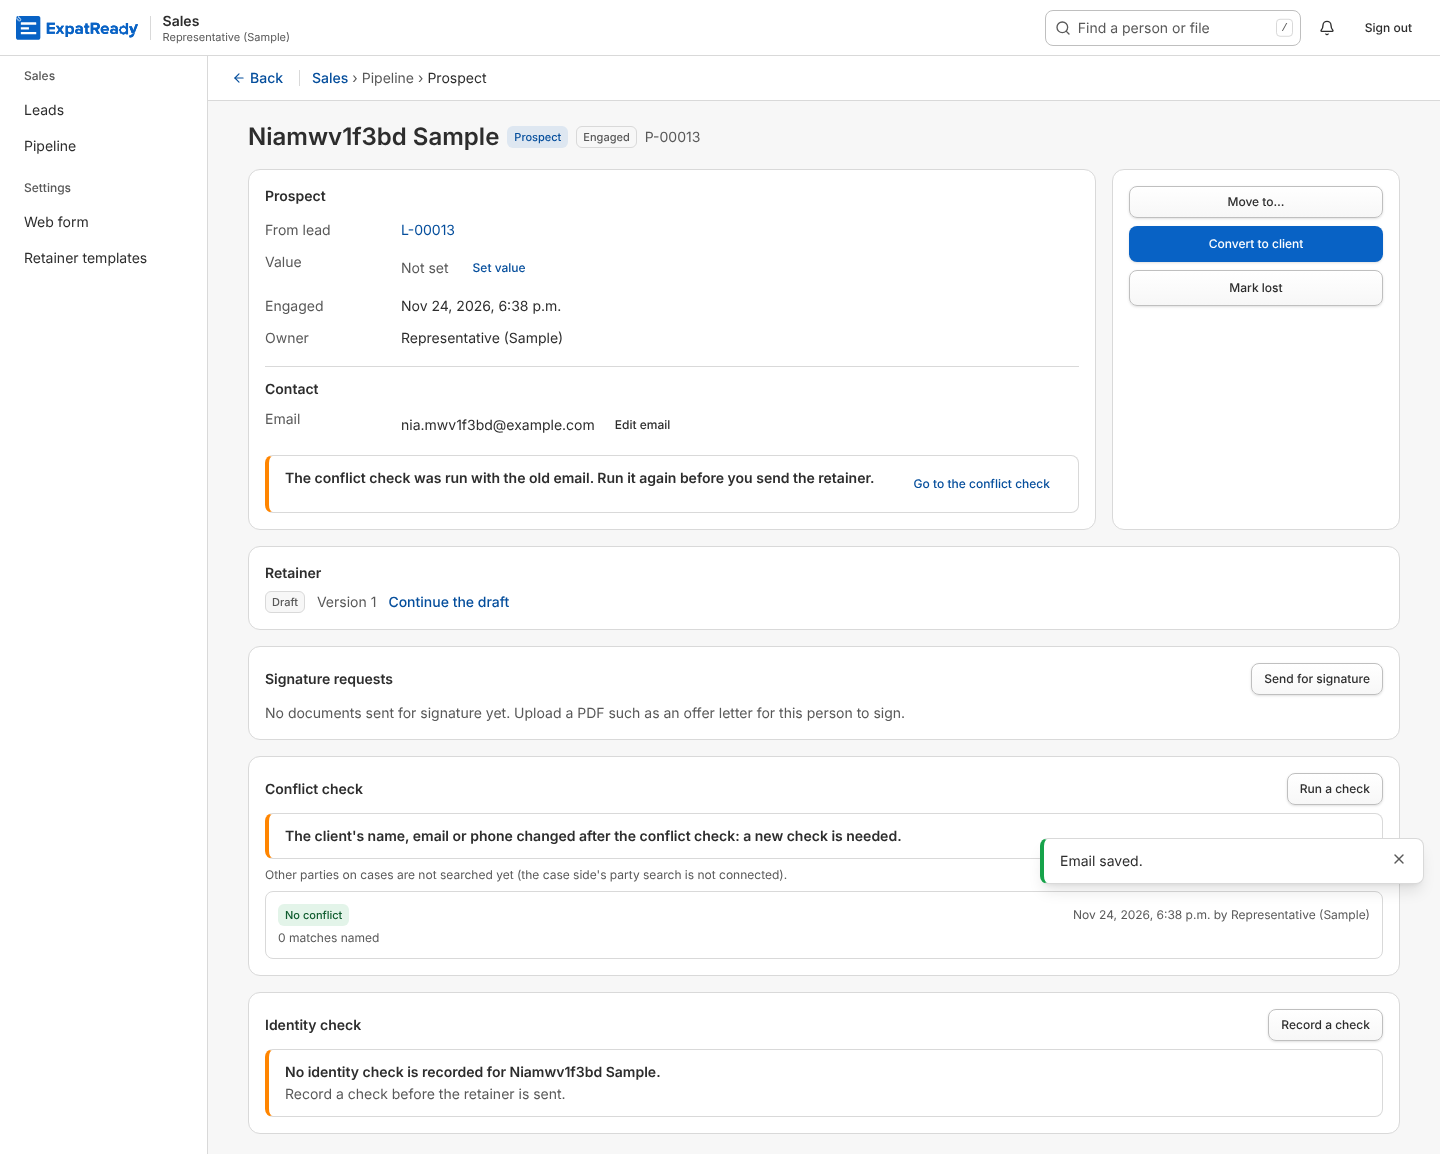 ExpatReady
Sales
Representative (Sample)
Find a person or file
/
Sign out
Sales
Leads
Pipeline
Settings
Web form
Retainer templates
← Back
Sales › Pipeline › Prospect
Niamwv1f3bd Sample Prospect Engaged P-00013
Prospect
From lead L-00013
Value Not set Set value
Engaged Nov 24, 2026, 6:38 p.m.
Owner Representative (Sample)
Contact
Email nia.mwv1f3bd@example.com Edit email
The conflict check was run with the old email. Run it again before you send the retainer. Go to the conflict check
Move to...
Convert to client
Mark lost
Retainer
Draft Version 1 Continue the draft
Signature requests
Send for signature
No documents sent for signature yet. Upload a PDF such as an offer letter for this person to sign.
Conflict check
Run a check
The client's name, email or phone changed after the conflict check: a new check is needed.
Email saved.
Other parties on cases are not searched yet (the case side's party search is not connected).
No conflict
Nov 24, 2026, 6:38 p.m. by Representative (Sample)
0 matches named
Identity check
Record a check
No identity check is recorded for Niamwv1f3bd Sample.
Record a check before the retainer is sent.